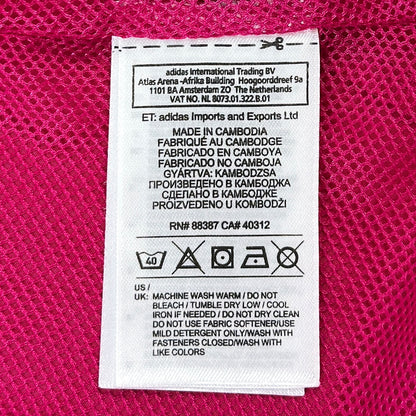 adidas International Trading BV
Atlas Arena -Afrika Building Hoogoorddreef 9a
1101 BA Amsterdam ZO The Netherlands
VAT NO. NL 8073.01.322.B.01
ET: adidas Imports and Exports Ltd
MADE IN CAMBODIA
FABRIQUÉ AU CAMBODGE
FABRICADO EN CAMBOYA
FABRICADO NO CAMBOJA
GYÁRTVA: KAMBODZSA
ПРОИЗВЕДЕНО В КАМБОДЖА
СДЕЛАНО В КАМБОДЖЕ
PROIZVEDENO U KOMBODŽI
RN# 88387 CA# 40312
40
US /
UK: MACHINE WASH WARM / DO NOT
BLEACH / TUMBLE DRY LOW / COOL
IRON IF NEEDED / DO NOT DRY CLEAN
DO NOT USE FABRIC SOFTENER/USE
MILD DETERGENT ONLY/WASH WITH
FASTENERS CLOSED/WASH WITH
LIKE COLORS